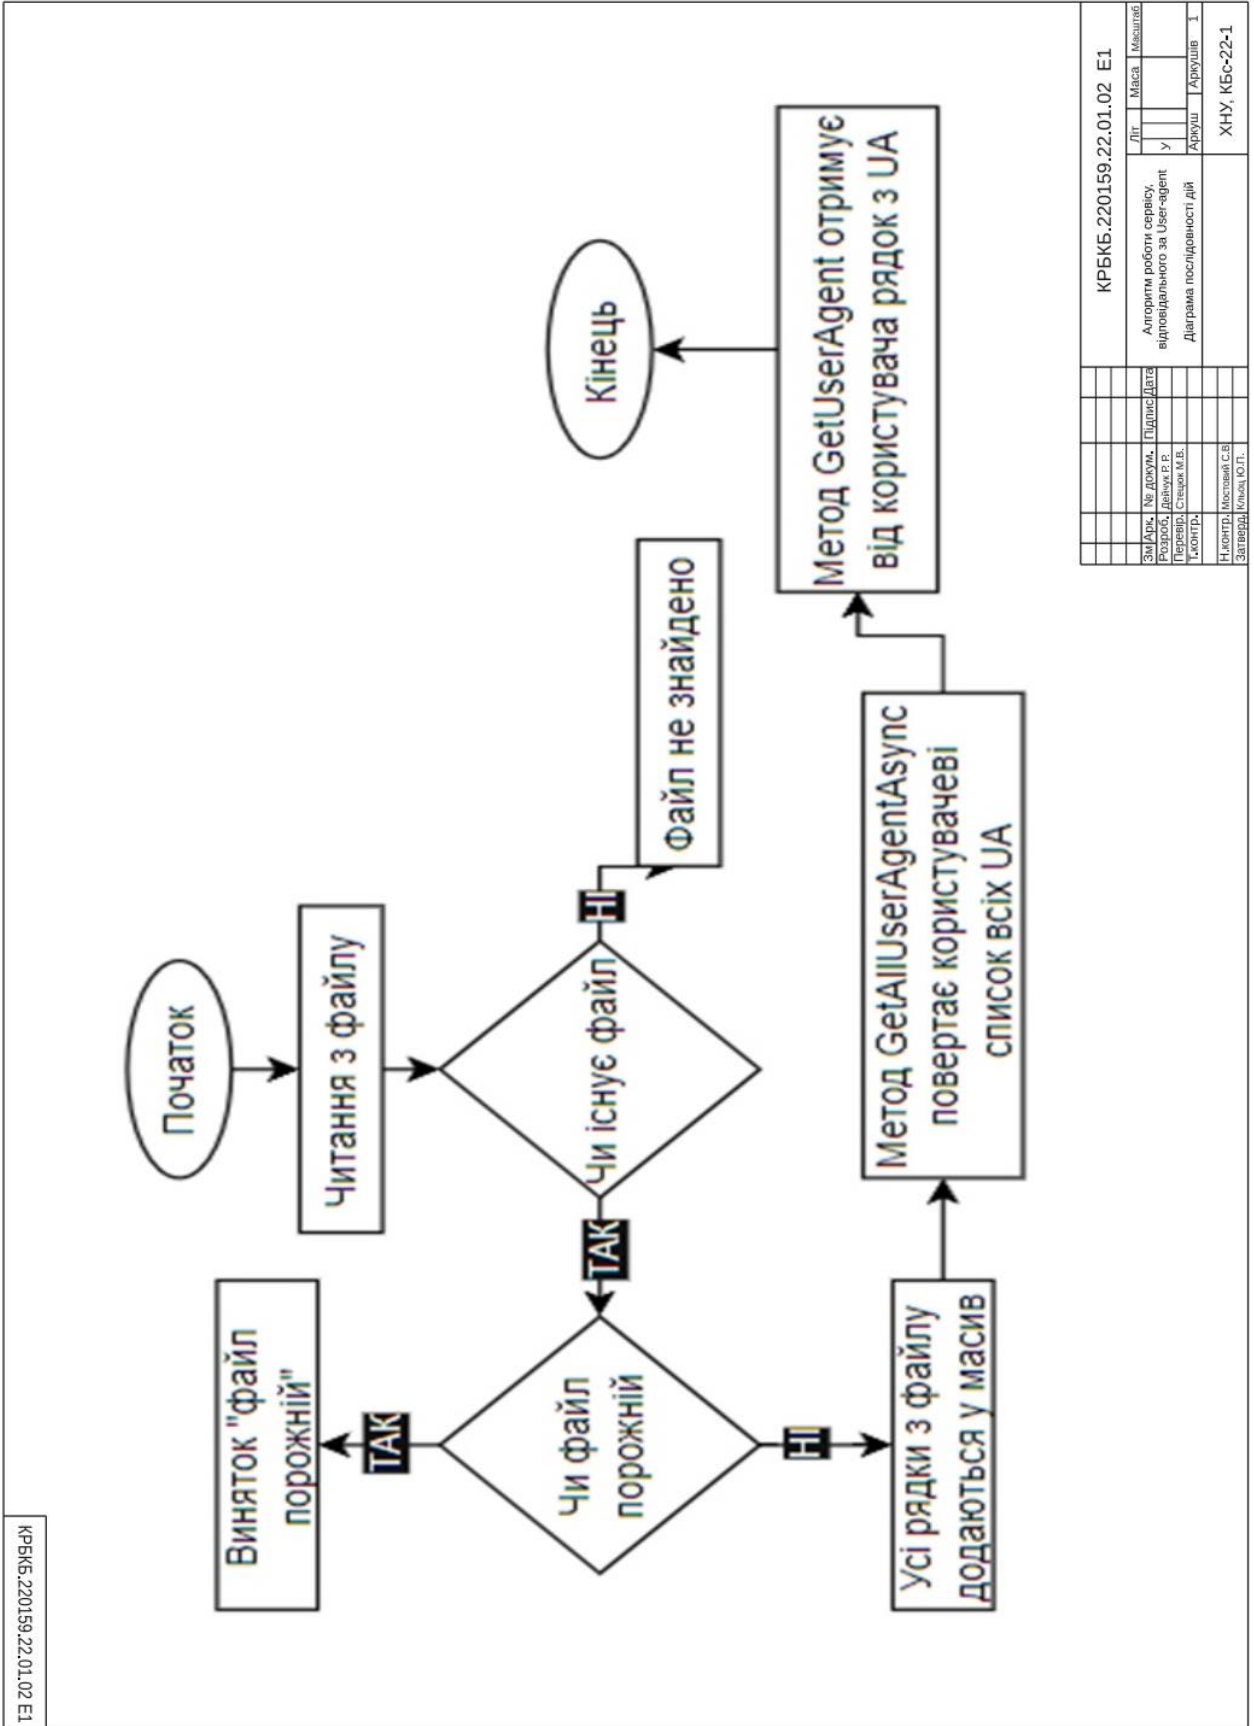 КРБКБ.220159.22.01.02 Е1
Початок
Читання з файлу
Чи існує файл
ТАК
НІ
Файл не знайдено
Чи файл
порожній
ТАК
Виняток "файл
порожній"
НІ
Усі рядки з файлу
додаються у масив
Метод GetAllUserAgentAsync
повертає користувачеві
список всіх UA
Метод GetUserAgent отримує
від користувача рядок з UA
Кінець
КРБКБ.220159.22.01.02 Е1
Зм Арк. № докум. Підпис Дата
Розроб. Дейчук Р. Р.
Перевір. Стецюк М.В.
Т.контр.
Н.контр. Мостовий С.В
Затверд. Кльоц Ю.П.
Алгоритм роботи сервісу,
відповідального за User-agent
Діаграма послідовності дій
Літ Маса Масштаб
У
Аркуш Аркушів 1
ХНУ, КБс-22-1